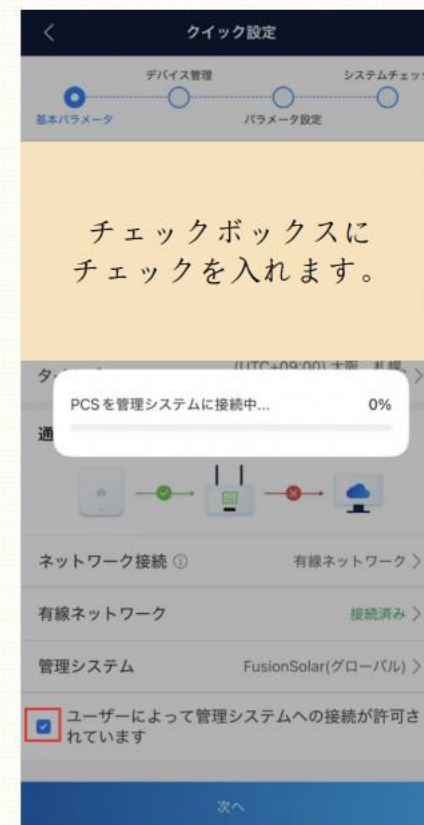 クイック設定
デバイス管理
システムチェック
基本パラメータ
パラメータ設定
チェックボックスに
チェックを入れます。
(UTC+09:00) 大阪、札幌、
PCSを管理システムに接続中... 0%
通
ネットワーク接続 有線ネットワーク
有線ネットワーク 接続済み
管理システム FusionSolar(グローバル)
ユーザーによって管理システムへの接続が許可さ
れています
次へ